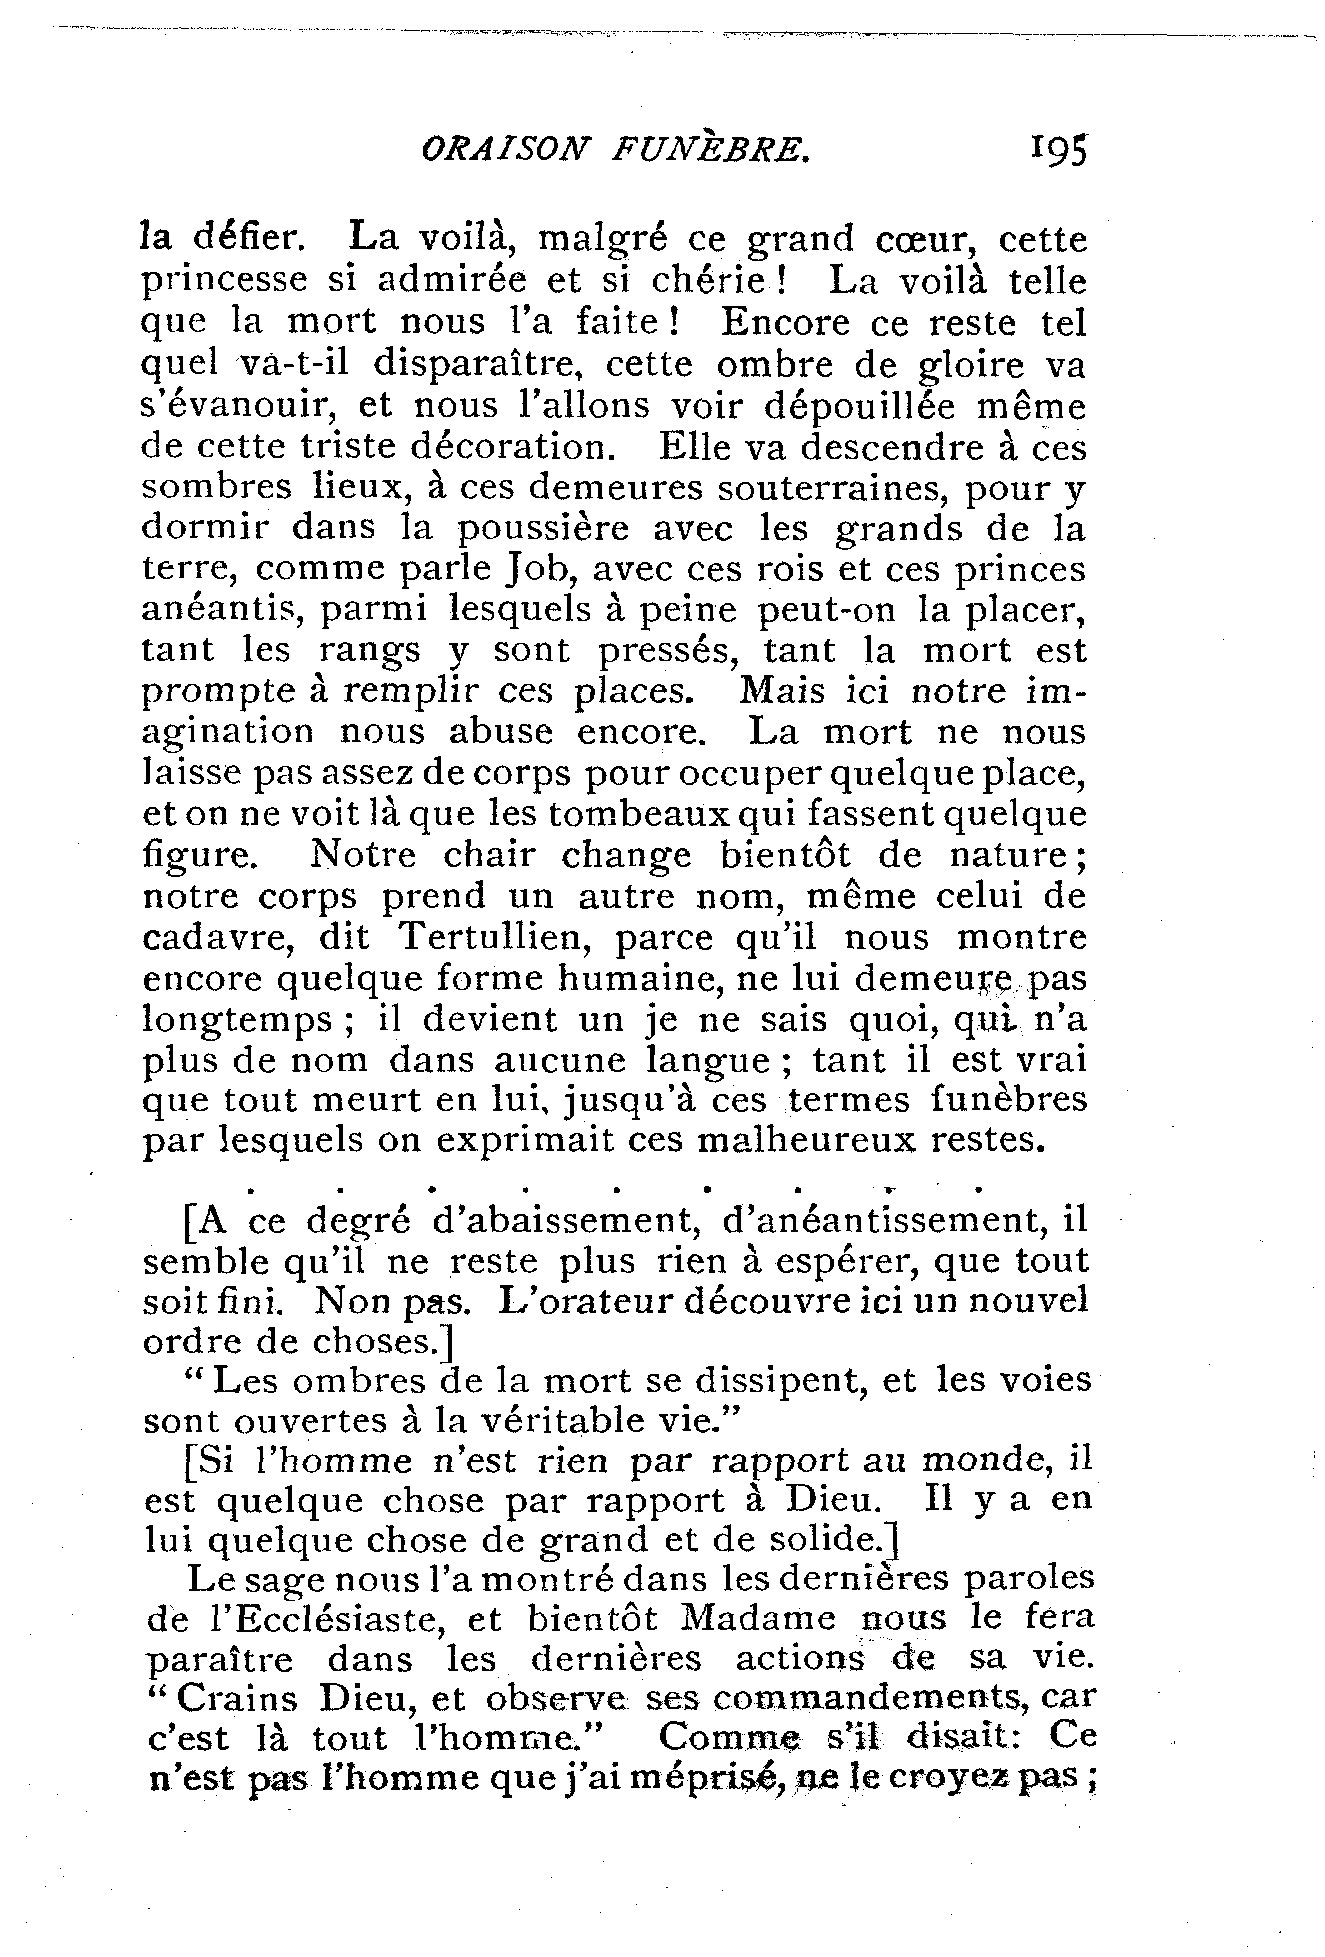 ORAISON FUNÈBRE. 195
la défier. La voilà, malgré ce grand cœur, cette
princesse si admirée et si chérie ! La voilà telle
que la mort nous l'a faite ! Encore ce reste tel
quel va-t-il disparaître, cette ombre de gloire va
s'évanouir, et nous l'allons voir dépouillée même
de cette triste décoration. Elle va descendre à ces
sombres lieux, à ces demeures souterraines, pour y
dormir dans la poussière avec les grands de la
terre, comme parle Job, avec ces rois et ces princes
anéantis, parmi lesquels à peine peut-on la placer,
tant les rangs y sont pressés, tant la mort est
prompte à remplir ces places. Mais ici notre im-
agination nous abuse encore. La mort ne nous
laisse pas assez de corps pour occuper quelque place,
et on ne voit là que les tombeaux qui fassent quelque
figure. Notre chair change bientôt de nature ;
notre corps prend un autre nom, même celui de
cadavre, dit Tertullien, parce qu'il nous montre
encore quelque forme humaine, ne lui demeure pas
longtemps ; il devient un je ne sais quoi, qui n'a
plus de nom dans aucune langue ; tant il est vrai
que tout meurt en lui, jusqu'à ces termes funèbres
par lesquels on exprimait ces malheureux restes.
. . . . . . . . .
[A ce degré d'abaissement, d'anéantissement, il
semble qu'il ne reste plus rien à espérer, que tout
soit fini. Non pas. L'orateur découvre ici un nouvel
ordre de choses.]
“ Les ombres de la mort se dissipent, et les voies
sont ouvertes à la véritable vie.”
[Si l'homme n'est rien par rapport au monde, il
est quelque chose par rapport à Dieu. Il y a en
lui quelque chose de grand et de solide.]
Le sage nous l'a montré dans les dernières paroles
de l'Ecclésiaste, et bientôt Madame nous le fera
paraître dans les dernières actions de sa vie.
“ Crains Dieu, et observe ses commandements, car
c'est là tout l'homme.” Comme s'il disait: Ce
n'est pas l'homme que j'ai méprisé, ne le croyez pas ;